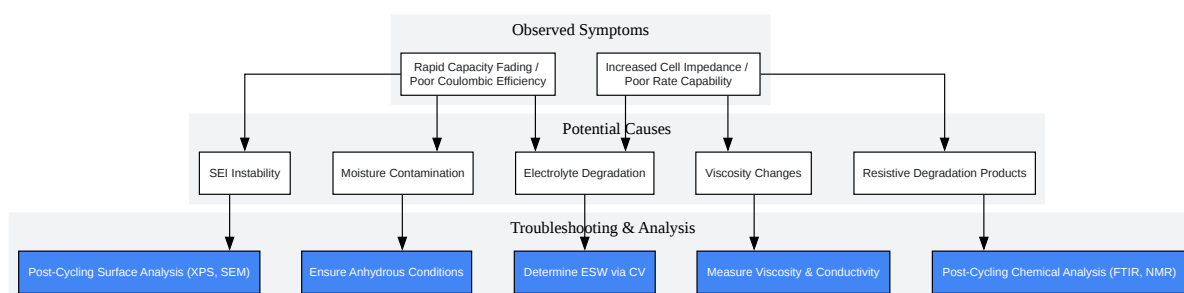 Observed Symptoms
Rapid Capacity Fading /
Poor Coulombic Efficiency
Increased Cell Impedance /
Poor Rate Capability
Potential Causes
SEI Instability
Moisture Contamination
Electrolyte Degradation
Viscosity Changes
Resistive Degradation Products
Troubleshooting & Analysis
Post-Cycling Surface Analysis (XPS, SEM)
Ensure Anhydrous Conditions
Determine ESW via CV
Measure Viscosity & Conductivity
Post-Cycling Chemical Analysis (FTIR, NMR)